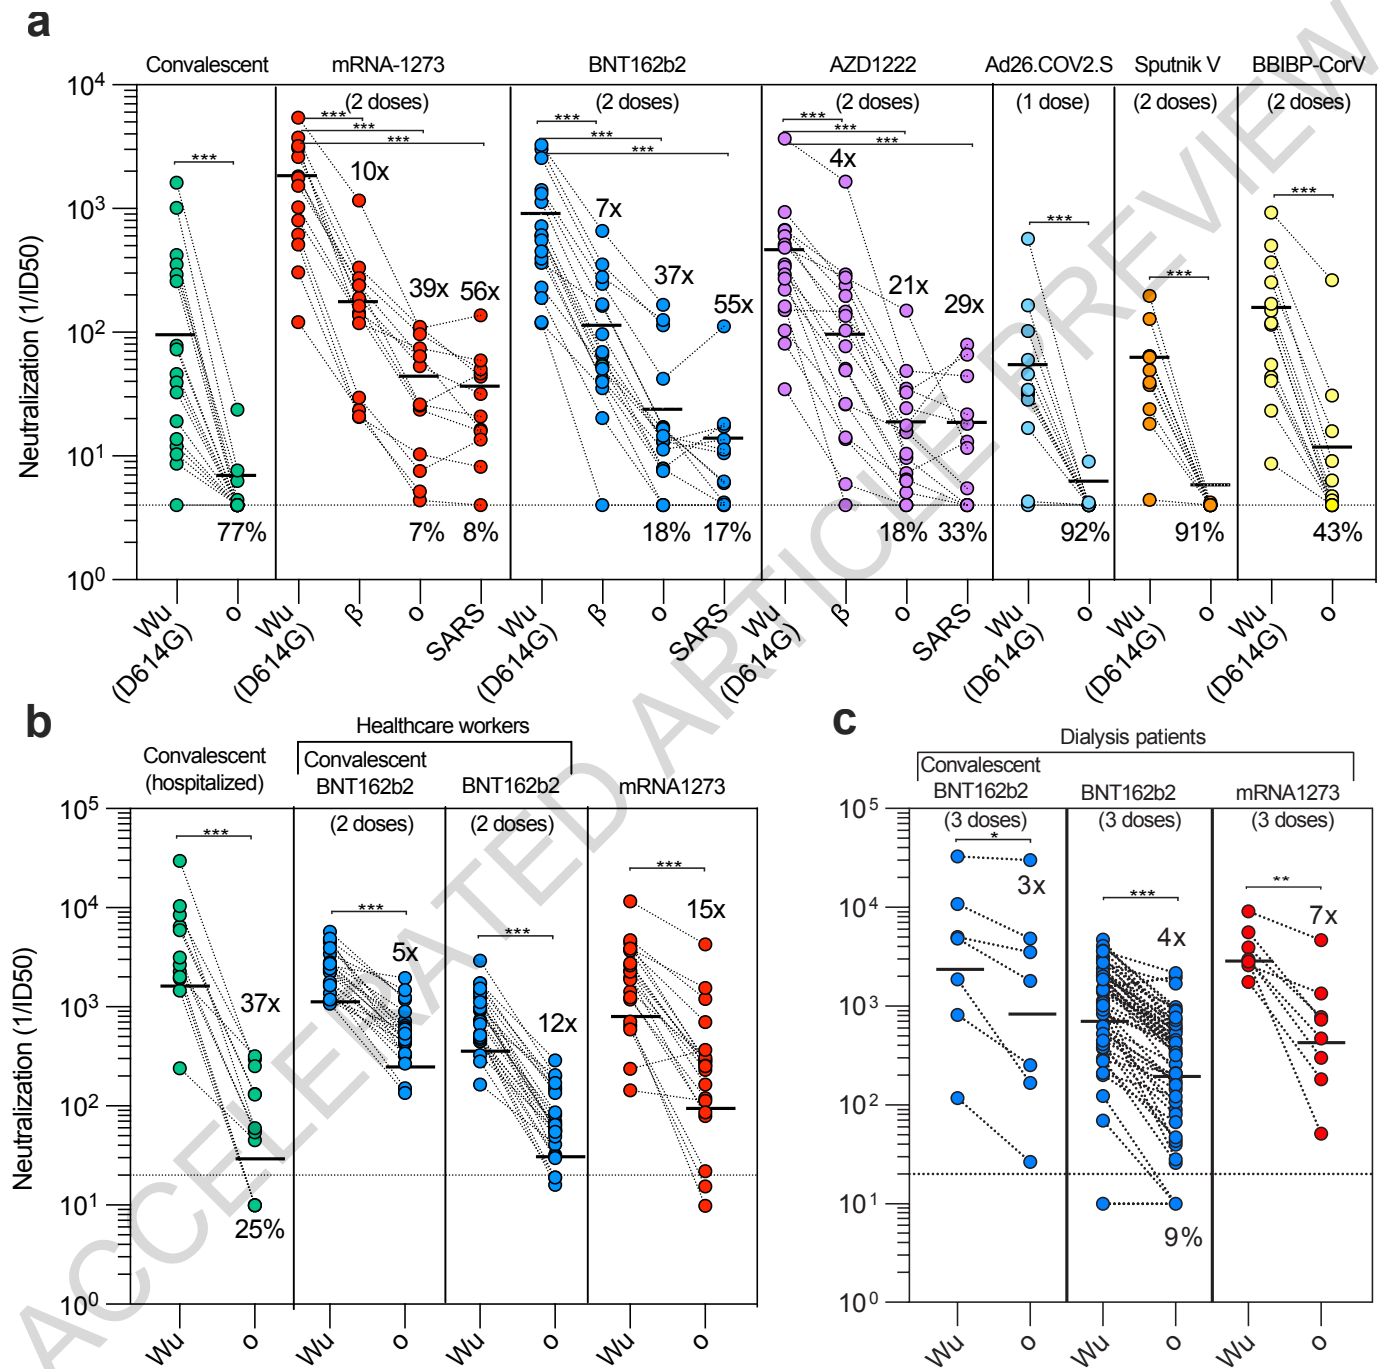 a
Convalescent mRNA-1273 BNT162b2 AZD1222 Ad26.COV2.S Sputnik V BBIBP-CorV
(2 doses) (2 doses) (2 doses) (1 dose) (2 doses) (2 doses)
*** *** *** *** *** *** *** *** *** *** *** *** ***
10x 39x 56x 7x 37x 55x 4x 21x 29x
77% 7% 8% 18% 17% 18% 33% 92% 91% 43%
Neutralization (1/ID50)
10⁴
10³
10²
10¹
10⁰
Wu (D614G) ο Wu (D614G) β ο SARS Wu (D614G) β ο SARS Wu (D614G) β ο SARS Wu (D614G) ο Wu (D614G) ο Wu (D614G) ο
b
Healthcare workers
Convalescent (hospitalized) Convalescent BNT162b2 BNT162b2 mRNA1273
(2 doses) (2 doses)
*** *** *** ***
37x 5x 12x 15x
25%
Neutralization (1/ID50)
10⁵
10⁴
10³
10²
10¹
10⁰
Wu ο Wu ο Wu ο Wu ο
c
Dialysis patients
Convalescent BNT162b2 BNT162b2 mRNA1273
(3 doses) (3 doses) (3 doses)
* *** **
3x 4x 7x
9%
10⁵
10⁴
10³
10²
10¹
10⁰
Wu ο Wu ο Wu ο
ACCELERATED ARTICLE PREVIEW